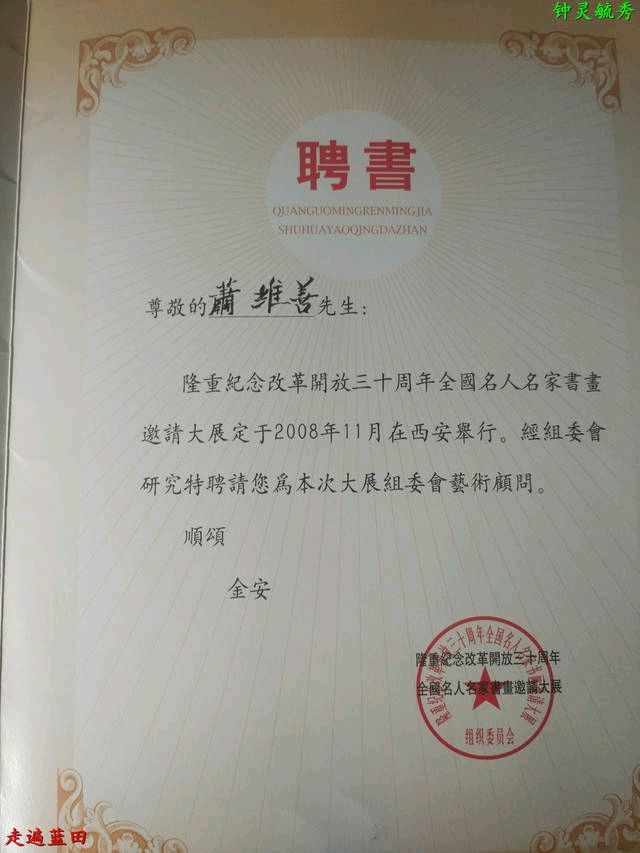 钟灵毓秀
聘書
QUANGUOMINGRENMINGJIA
SHUHUAYAOQINGDAZHAN
尊敬的蕭維善先生：
隆重紀念改革開放三十周年全國名人名家書畫
邀請大展定于2008年11月在西安舉行。經組委會
研究特聘請您爲本次大展組委會藝術顧問。
順頌
金安
隆重紀念改革開放三十周年
全國名人名家書畫邀請大展
组织委员会
走遍蓝田